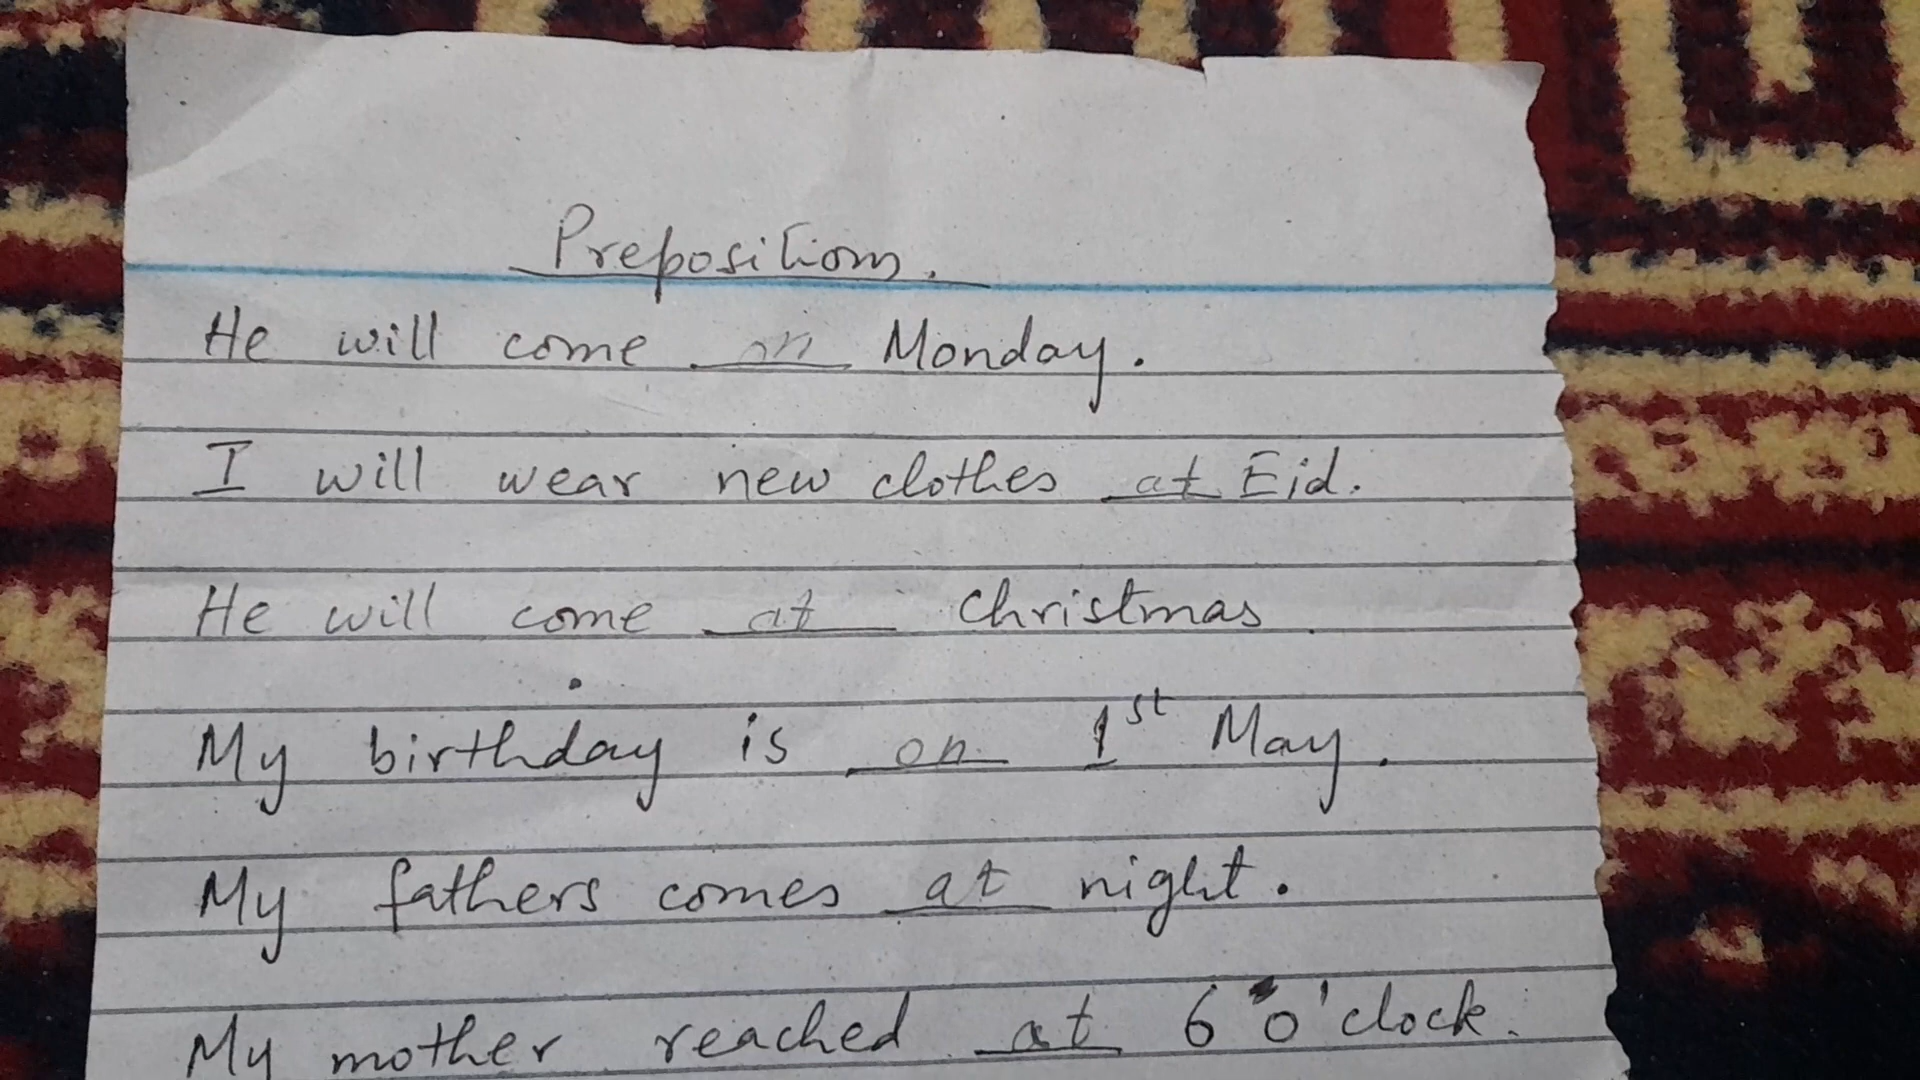 Prepositions.
He will come on Monday.
I will wear new clothes at Eid.
He will come at Christmas.
My birthday is on 1st May.
My fathers comes at night.
My mother reached at 6 o'clock.